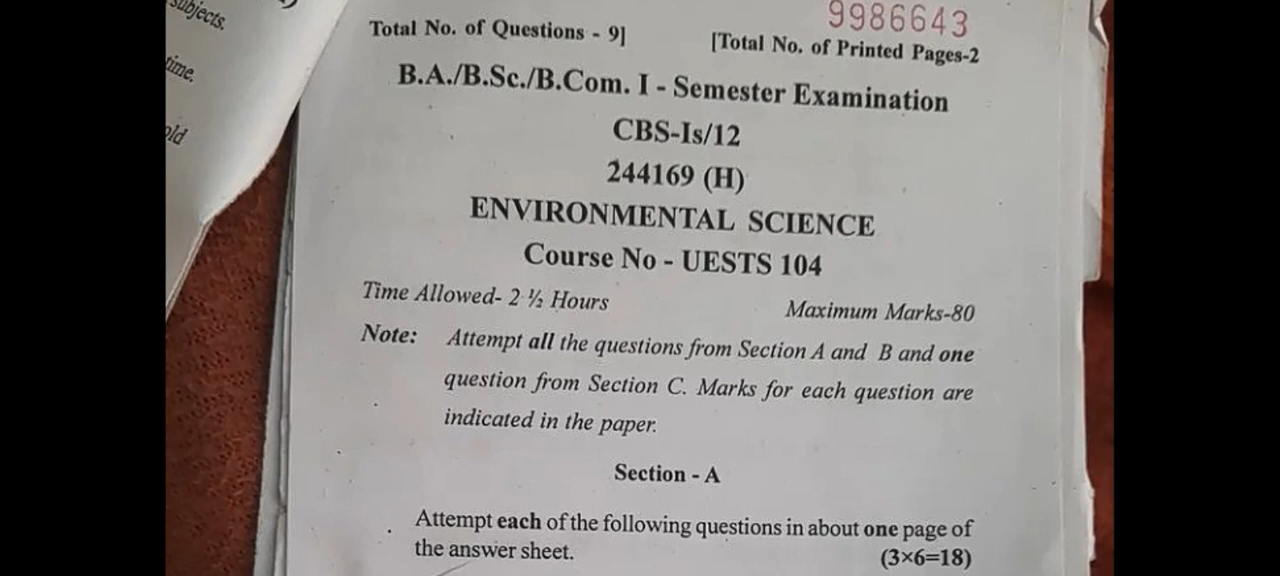 subjects.
time.
old
9986643
Total No. of Questions - 9] [Total No. of Printed Pages-2
B.A./B.Sc./B.Com. I - Semester Examination
CBS-Is/12
244169 (H)
ENVIRONMENTAL SCIENCE
Course No - UESTS 104
Time Allowed- 2 ½ Hours Maximum Marks-80
Note: Attempt all the questions from Section A and B and one
question from Section C. Marks for each question are
indicated in the paper.
Section - A
Attempt each of the following questions in about one page of
the answer sheet. (3×6=18)